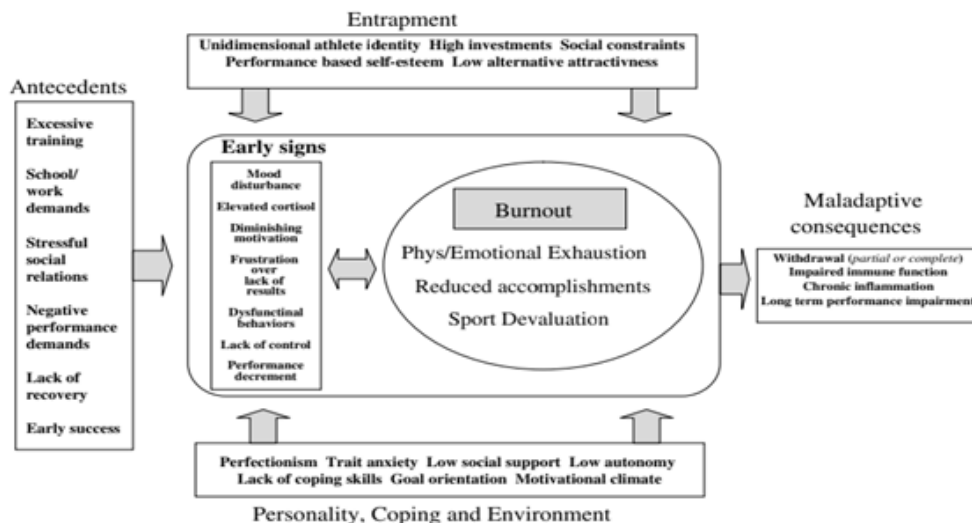 Entrapment
Unidimensional athlete identity High investments Social constraints
Performance based self-esteem Low alternative attractivness
Antecedents
Excessive
training
School/
work
demands
Stressful
social
relations
Negative
performance
demands
Lack of
recovery
Early success
Early signs
Mood
disturbance
Elevated cortisol
Diminishing
motivation
Frustration
over
lack of
results
Dysfunctinal
behaviors
Lack of control
Performance
decrement
Burnout
Phys/Emotional Exhaustion
Reduced accomplishments
Sport Devaluation
Maladaptive
consequences
Withdrawal (partial or complete)
Impaired immune function
Chronic inflammation
Long term performance impairment
Perfectionism Trait anxiety Low social support Low autonomy
Lack of coping skills Goal orientation Motivational climate
Personality, Coping and Environment